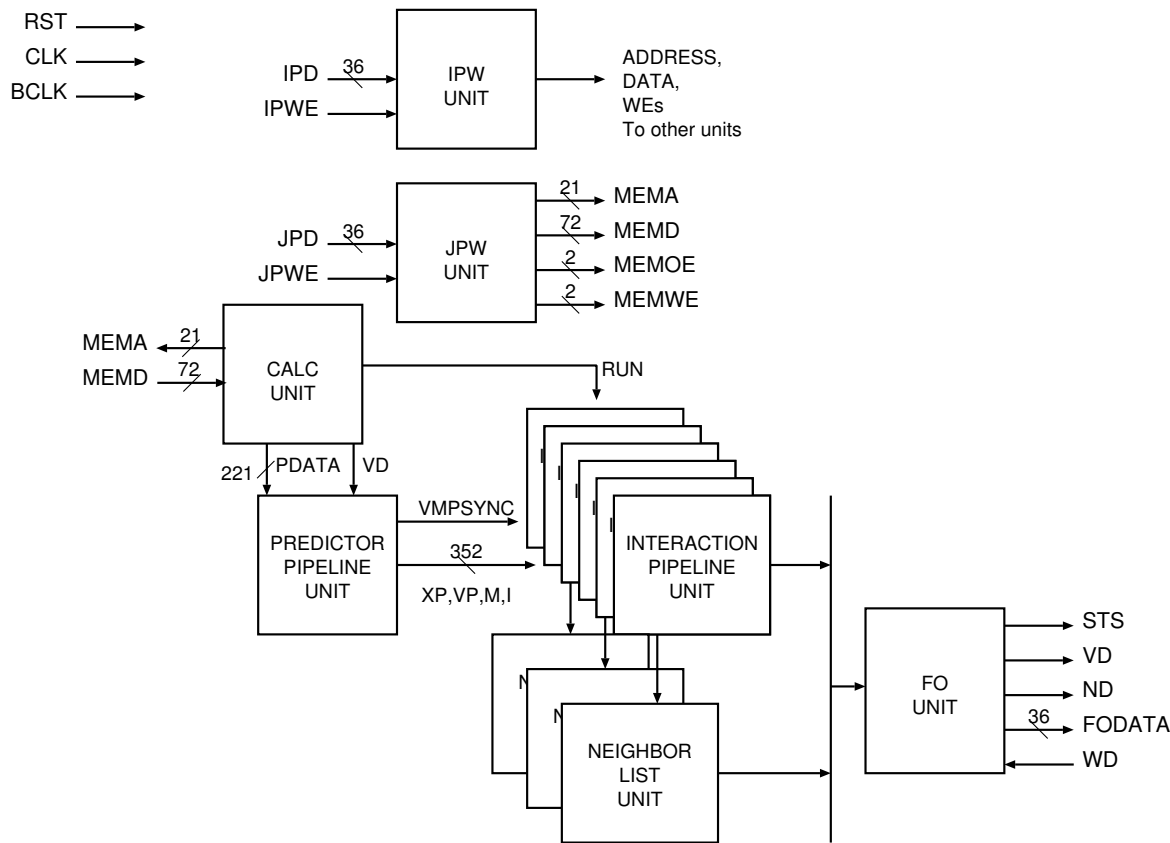 RST
CLK
BCLK
IPD
36
IPWE
IPW
UNIT
ADDRESS,
DATA,
WEs
To other units
JPD
36
JPWE
JPW
UNIT
21
MEMA
72
MEMD
2
MEMOE
2
MEMWE
MEMA
21
MEMD
72
CALC
UNIT
RUN
221
PDATA
VD
PREDICTOR
PIPELINE
UNIT
VMPSYNC
352
XP,VP,M,I
I
I
I
I
I
INTERACTION
PIPELINE
UNIT
N
N
NEIGHBOR
LIST
UNIT
FO
UNIT
STS
VD
ND
36
FODATA
WD